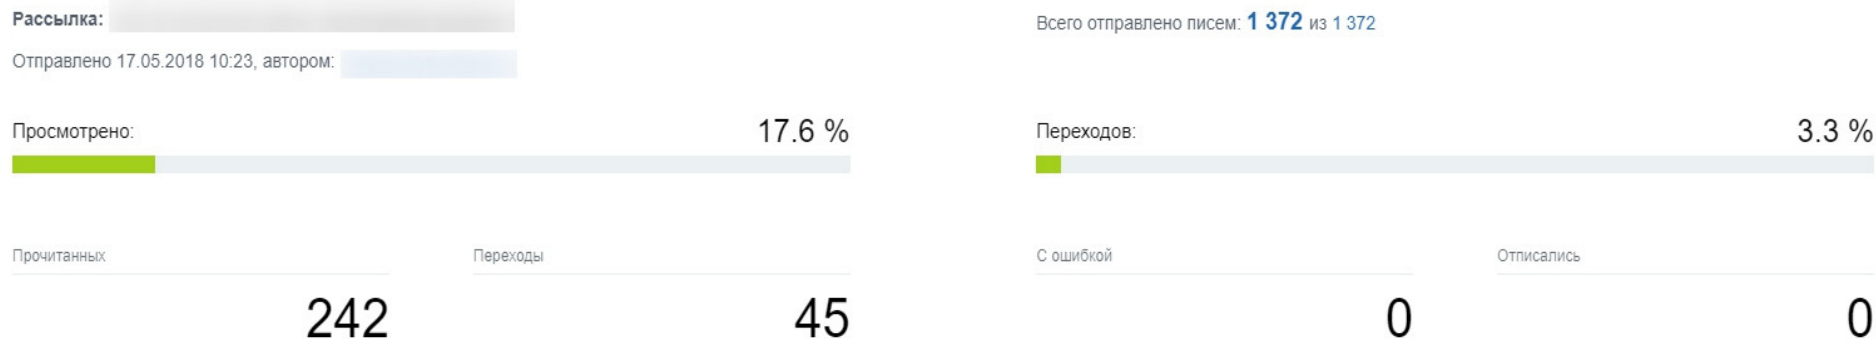 Рассылка:
Всего отправлено писем: 1 372 из 1 372
Отправлено 17.05.2018 10:23, автором:
Просмотрено: 17.6 %
Переходов: 3.3 %
Прочитанных
Переходы
С ошибкой
Отписались
242
45
0
0